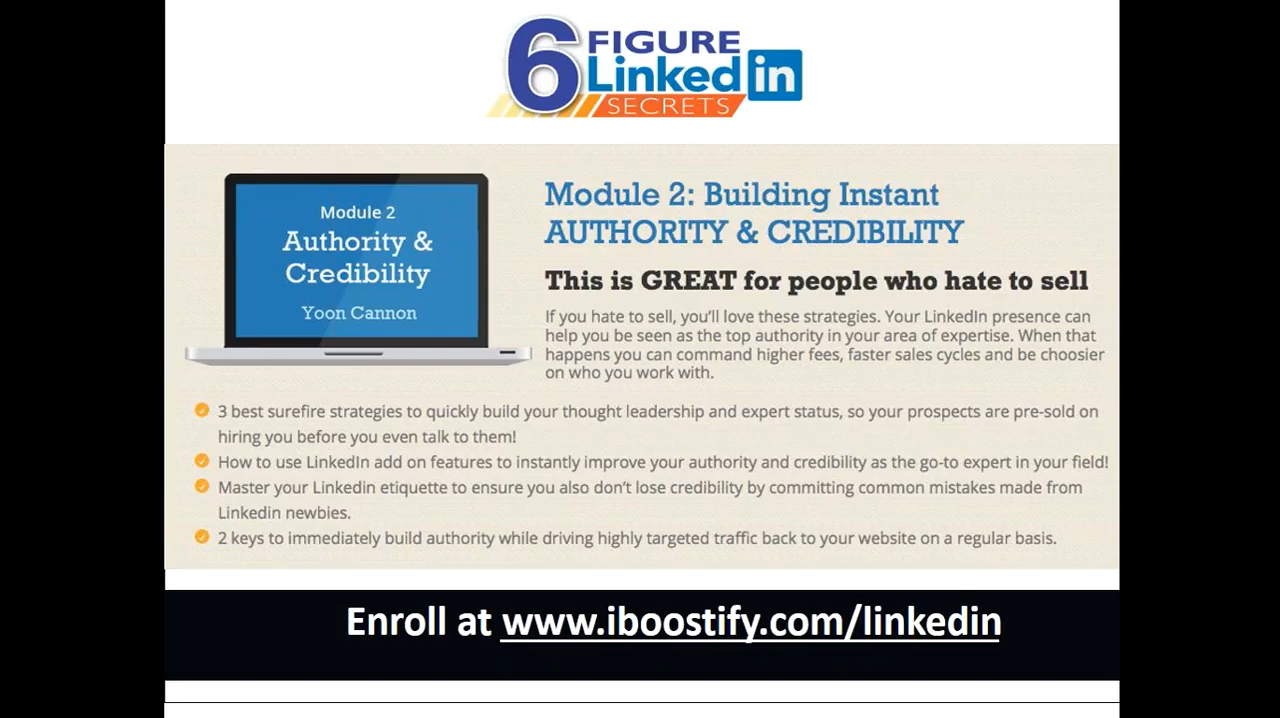 6 FIGURE
Linked in
SECRETS
Module 2
Authority &
Credibility
Yoon Cannon
Module 2: Building Instant
AUTHORITY & CREDIBILITY
This is GREAT for people who hate to sell
If you hate to sell, you'll love these strategies. Your LinkedIn presence can
help you be seen as the top authority in your area of expertise. When that
happens you can command higher fees, faster sales cycles and be choosier
on who you work with.
3 best surefire strategies to quickly build your thought leadership and expert status, so your prospects are pre-sold on
hiring you before you even talk to them!
How to use LinkedIn add on features to instantly improve your authority and credibility as the go-to expert in your field!
Master your Linkedin etiquette to ensure you also don't lose credibility by committing common mistakes made from
Linkedin newbies.
2 keys to immediately build authority while driving highly targeted traffic back to your website on a regular basis.
Enroll at www.iboostify.com/linkedin